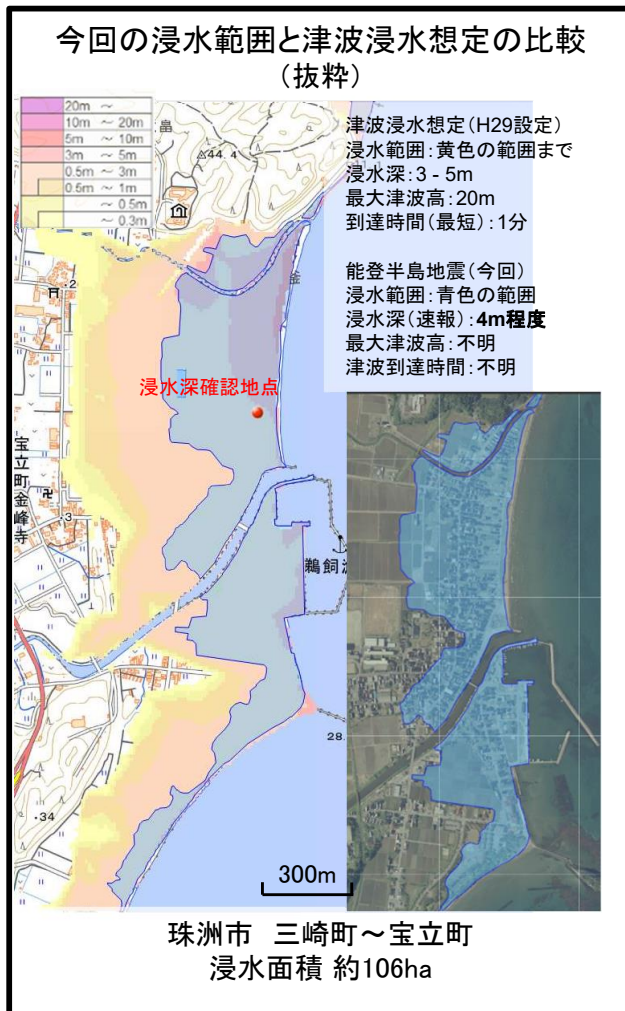 今回の浸水範囲と津波浸水想定の比較
(抜粋)
20m ～
10m ～ 20m
5m ～ 10m
3m ～ 5m
0.5m ～ 3m
0.5m ～ 1m
～ 0.5m
～ 0.3m
畠
44.4
津波浸水想定(H29設定)
浸水範囲:黄色の範囲まで
浸水深:3 - 5m
最大津波高:20m
到達時間(最短):1分
能登半島地震(今回)
浸水範囲:青色の範囲
浸水深(速報):4m程度
最大津波高:不明
津波到達時間:不明
2
浸水深確認地点
宝立町金峰寺
3
鵜飼漁
28.
34
300m
珠洲市 三崎町～宝立町
浸水面積 約106ha